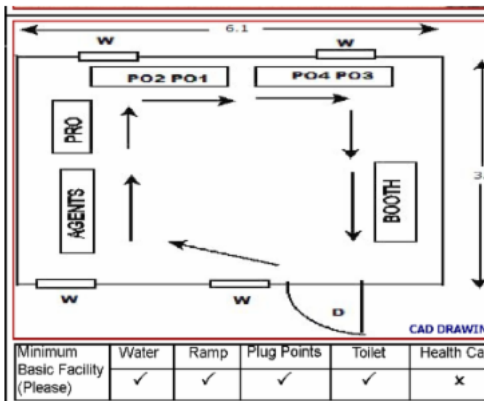 6.1
W
W
PO2 PO1
PO4 PO3
PRO
AGENTS
BOOTH
W
W
D
CAD DRAWIN
Minimum
Basic Facility
(Please)
Water
Ramp
Plug Points
Toilet
Health Ca
✓
✓
✓
✓
x